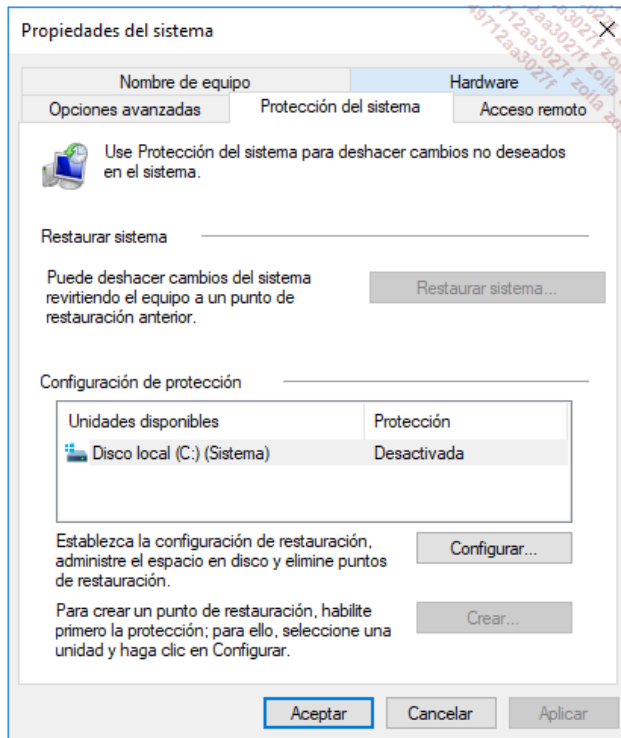 Propiedades del sistema
Nombre de equipo
Hardware
Opciones avanzadas
Protección del sistema
Acceso remoto
Use Protección del sistema para deshacer cambios no deseados
en el sistema.
Restaurar sistema
Puede deshacer cambios del sistema
revirtiendo el equipo a un punto de
restauración anterior.
Restaurar sistema...
Configuración de protección
Unidades disponibles
Protección
Disco local (C:) (Sistema)
Desactivada
Establezca la configuración de restauración,
administre el espacio en disco y elimine puntos
de restauración.
Configurar...
Para crear un punto de restauración, habilite
primero la protección; para ello, seleccione una
unidad y haga clic en Configurar.
Crear...
Aceptar
Cancelar
Aplicar